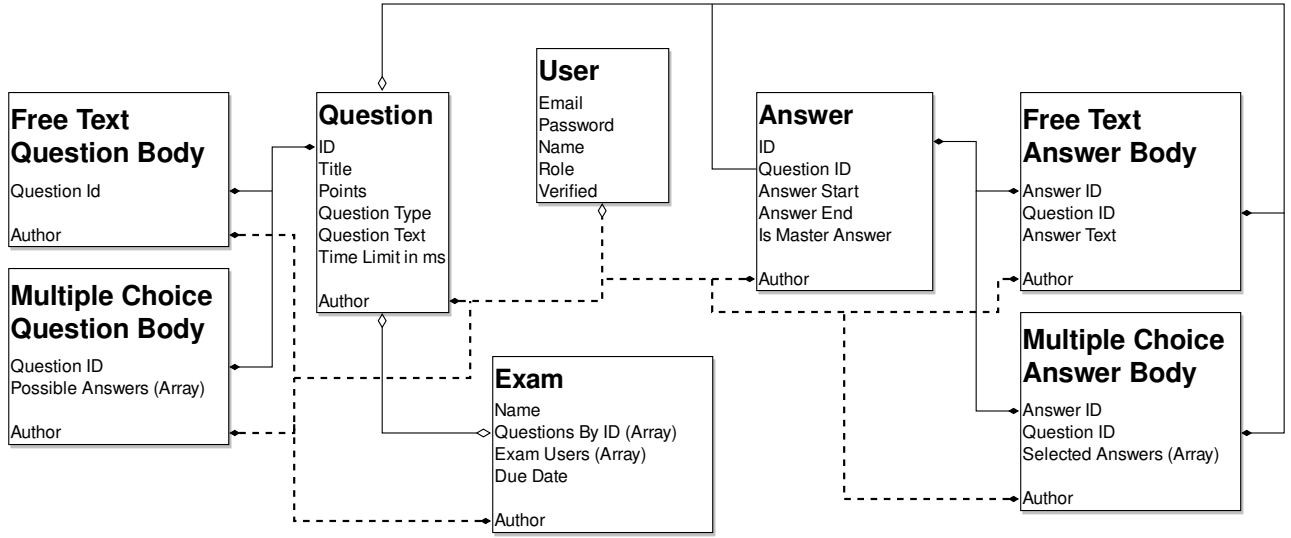 Free Text
Question Body
Question Id
Author
Multiple Choice
Question Body
Question ID
Possible Answers (Array)
Author
Question
ID
Title
Points
Question Type
Question Text
Time Limit in ms
Author
User
Email
Password
Name
Role
Verified
Exam
Name
Questions By ID (Array)
Exam Users (Array)
Due Date
Author
Answer
ID
Question ID
Answer Start
Answer End
Is Master Answer
Author
Free Text
Answer Body
Answer ID
Question ID
Answer Text
Author
Multiple Choice
Answer Body
Answer ID
Question ID
Selected Answers (Array)
Author